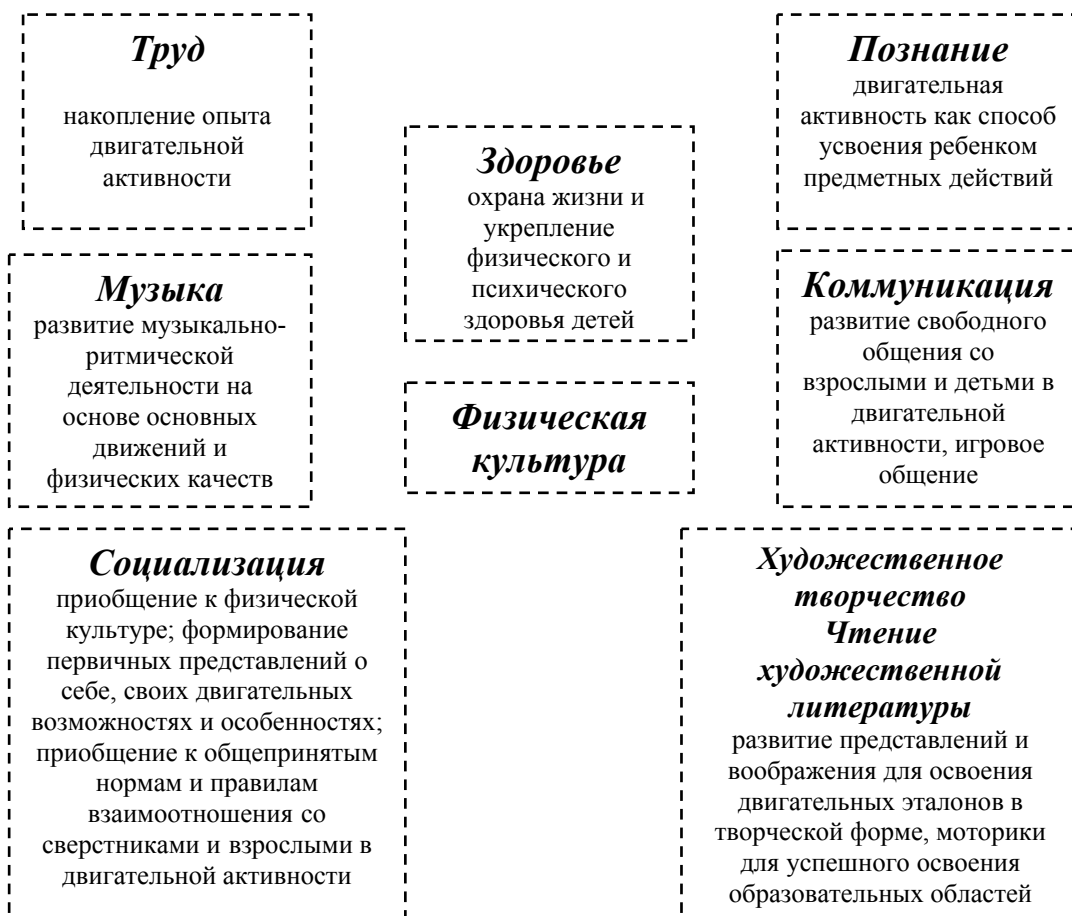 Труд
накопление опыта
двигательной
активности
Познание
двигательная
активность как способ
усвоения ребенком
предметных действий
Здоровье
охрана жизни и
укрепление
физического и
психического
здоровья детей
Музыка
развитие музыкально-
ритмической
деятельности на
основе основных
движений и
физических качеств
Коммуникация
развитие свободного
общения со
взрослыми и детьми в
двигательной
активности, игровое
общение
Физическая
культура
Социализация
приобщение к физической
культуре; формирование
первичных представлений о
себе, своих двигательных
возможностях и особенностях;
приобщение к общепринятым
нормам и правилам
взаимоотношения со
сверстниками и взрослыми в
двигательной активности
Художественное
творчество
Чтение
художественной
литературы
развитие представлений и
воображения для освоения
двигательных эталонов в
творческой форме, моторики
для успешного освоения
образовательных областей